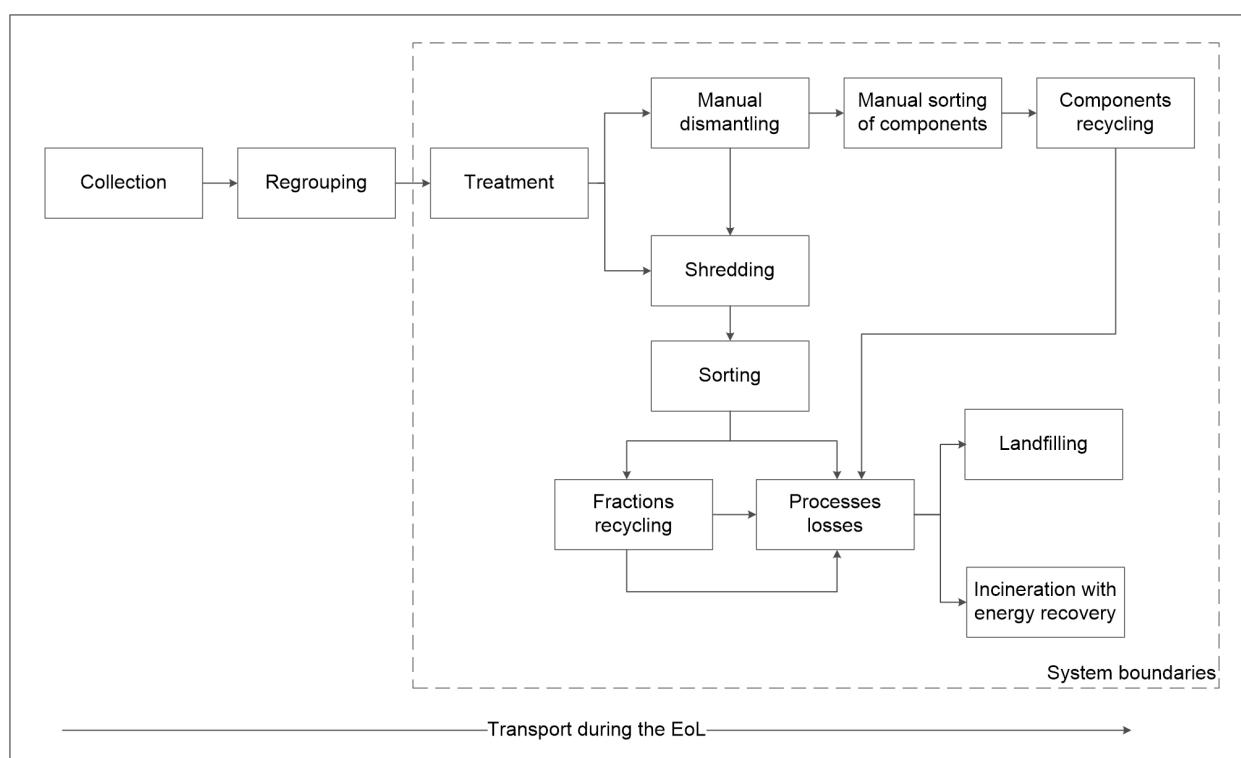 Manual
dismantling
Manual sorting
of components
Components
recycling
Collection
Regrouping
Treatment
Shredding
Sorting
Landfilling
Fractions
recycling
Processes
losses
Incineration with
energy recovery
System boundaries
Transport during the EoL